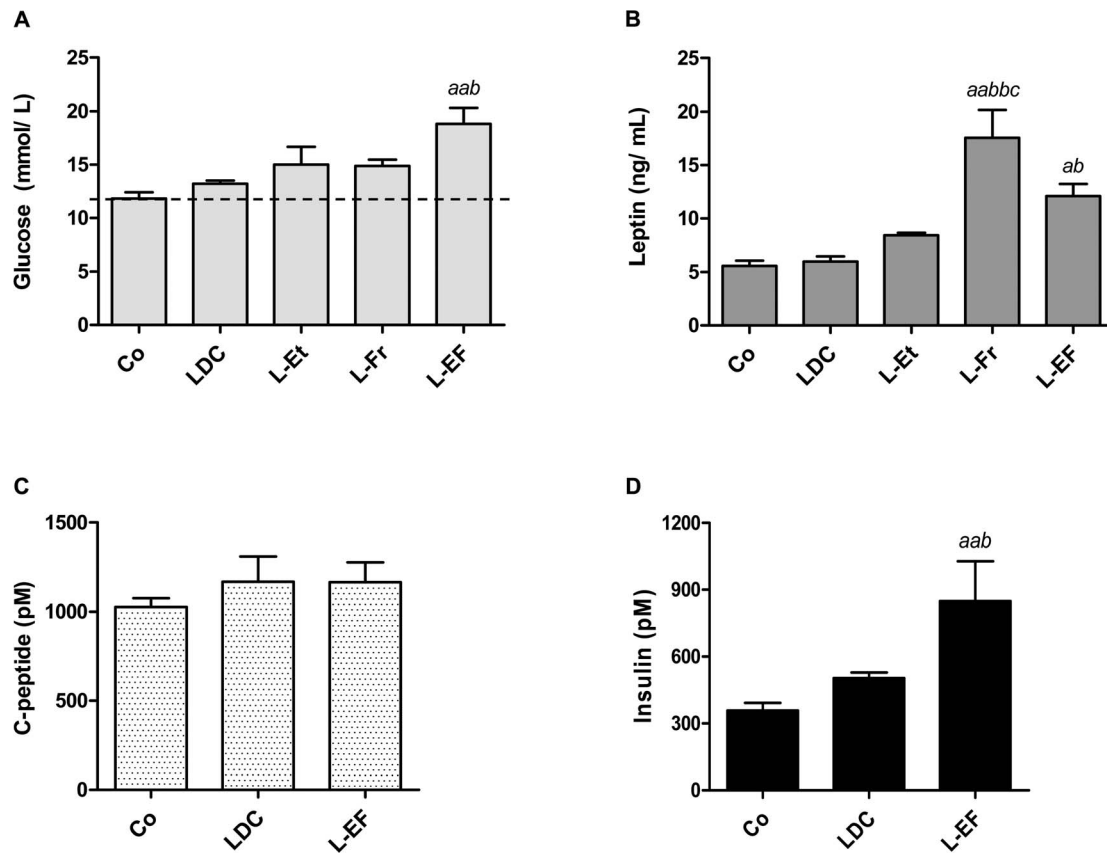 A
Glucose (mmol/ L)
25
20
15
10
5
0
aab
Co
LDC
L-Et
L-Fr
L-EF
B
Leptin (ng/ mL)
25
20
15
10
5
0
aabbc
ab
Co
LDC
L-Et
L-Fr
L-EF
C
C-peptide (pM)
1500
1000
500
0
Co
LDC
L-EF
D
Insulin (pM)
1200
900
600
300
0
aab
Co
LDC
L-EF